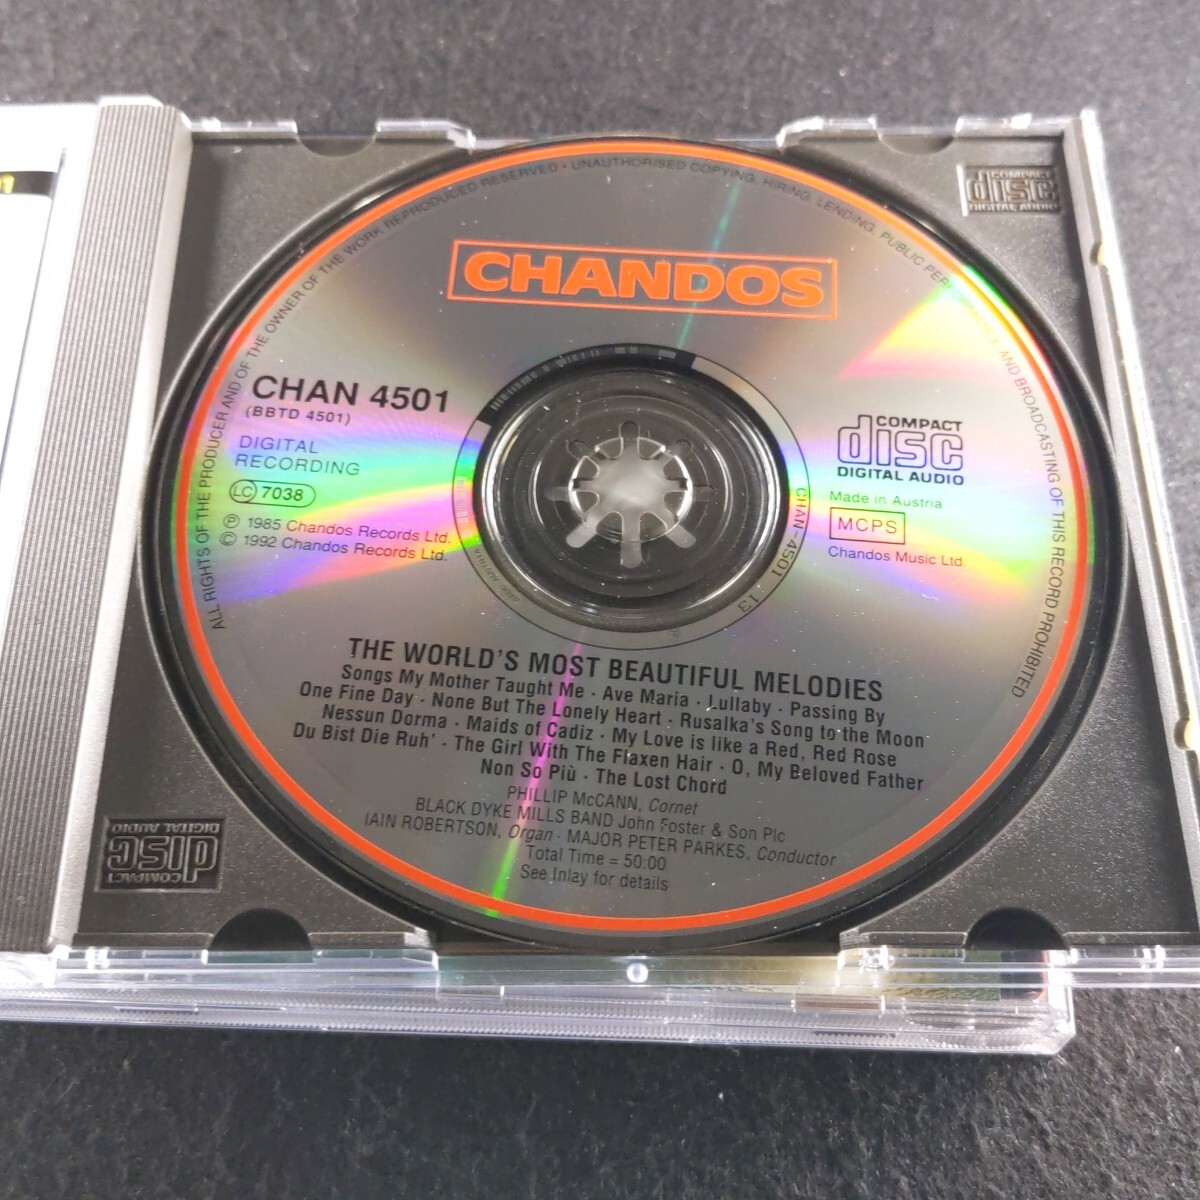 ALL RIGHTS OF THE PRODUCER AND OF THE OWNER OF THE WORK REPRODUCED RESERVED · UNAUTHORISED COPYING, HIRING, LENDING, PUBLIC PERFORMANCE AND BROADCASTING OF THIS RECORD PROHIBITED
COMPACT
disc
DIGITAL AUDIO
CHANDOS
CHAN 4501
(BBTD 4501)
DIGITAL
RECORDING
LC 7038
℗ 1985 Chandos Records Ltd.
© 1992 Chandos Records Ltd.
COMPACT
disc
DIGITAL AUDIO
Made in Austria
MCPS
Chandos Music Ltd.
CHAN-4501 13
THE WORLD'S MOST BEAUTIFUL MELODIES
Songs My Mother Taught Me · Ave Maria · Lullaby · Passing By
One Fine Day · None But The Lonely Heart · Rusalka's Song to the Moon
Nessun Dorma · Maids of Cadiz · My Love is like a Red, Red Rose
Du Bist Die Ruh' · The Girl With The Flaxen Hair · O, My Beloved Father
Non So Più · The Lost Chord
PHILLIP McCANN, Cornet
BLACK DYKE MILLS BAND John Foster & Son Plc
IAIN ROBERTSON, Organ · MAJOR PETER PARKES, Conductor
Total Time = 50:00
See Inlay for details
COMPACT
disc
DIGITAL AUDIO